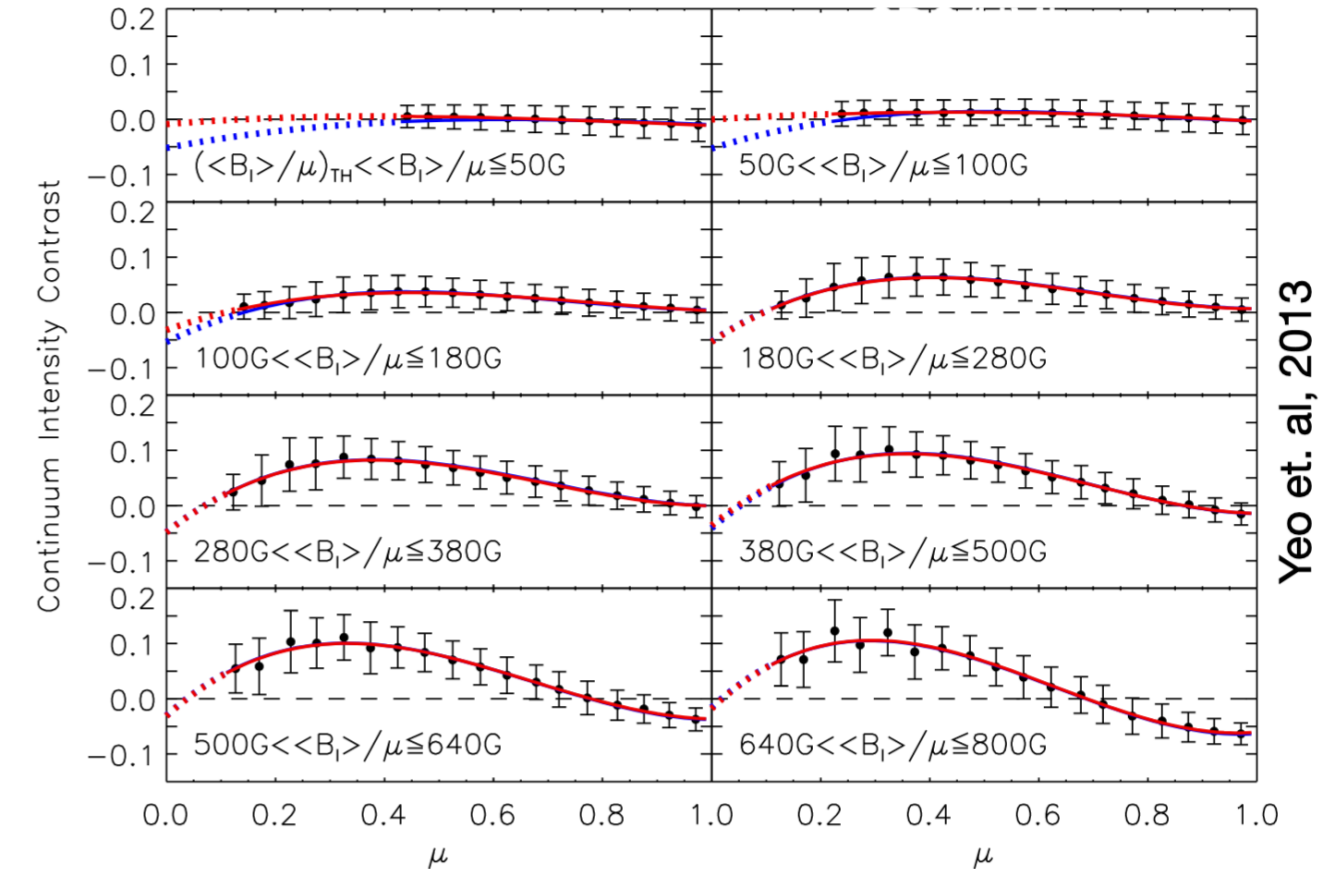 0.2
0.1
0.0
−0.1
(<B_l>/μ)_TH<<B_l>/μ≦50G
50G<<B_l>/μ≦100G
0.2
0.1
0.0
−0.1
100G<<B_l>/μ≦180G
180G<<B_l>/μ≦280G
0.2
0.1
0.0
−0.1
280G<<B_l>/μ≦380G
380G<<B_l>/μ≦500G
0.2
0.1
0.0
−0.1
500G<<B_l>/μ≦640G
640G<<B_l>/μ≦800G
0.0 0.2 0.4 0.6 0.8 1.0 0.2 0.4 0.6 0.8 1.0
μ μ
Continuum Intensity Contrast
Yeo et. al, 2013